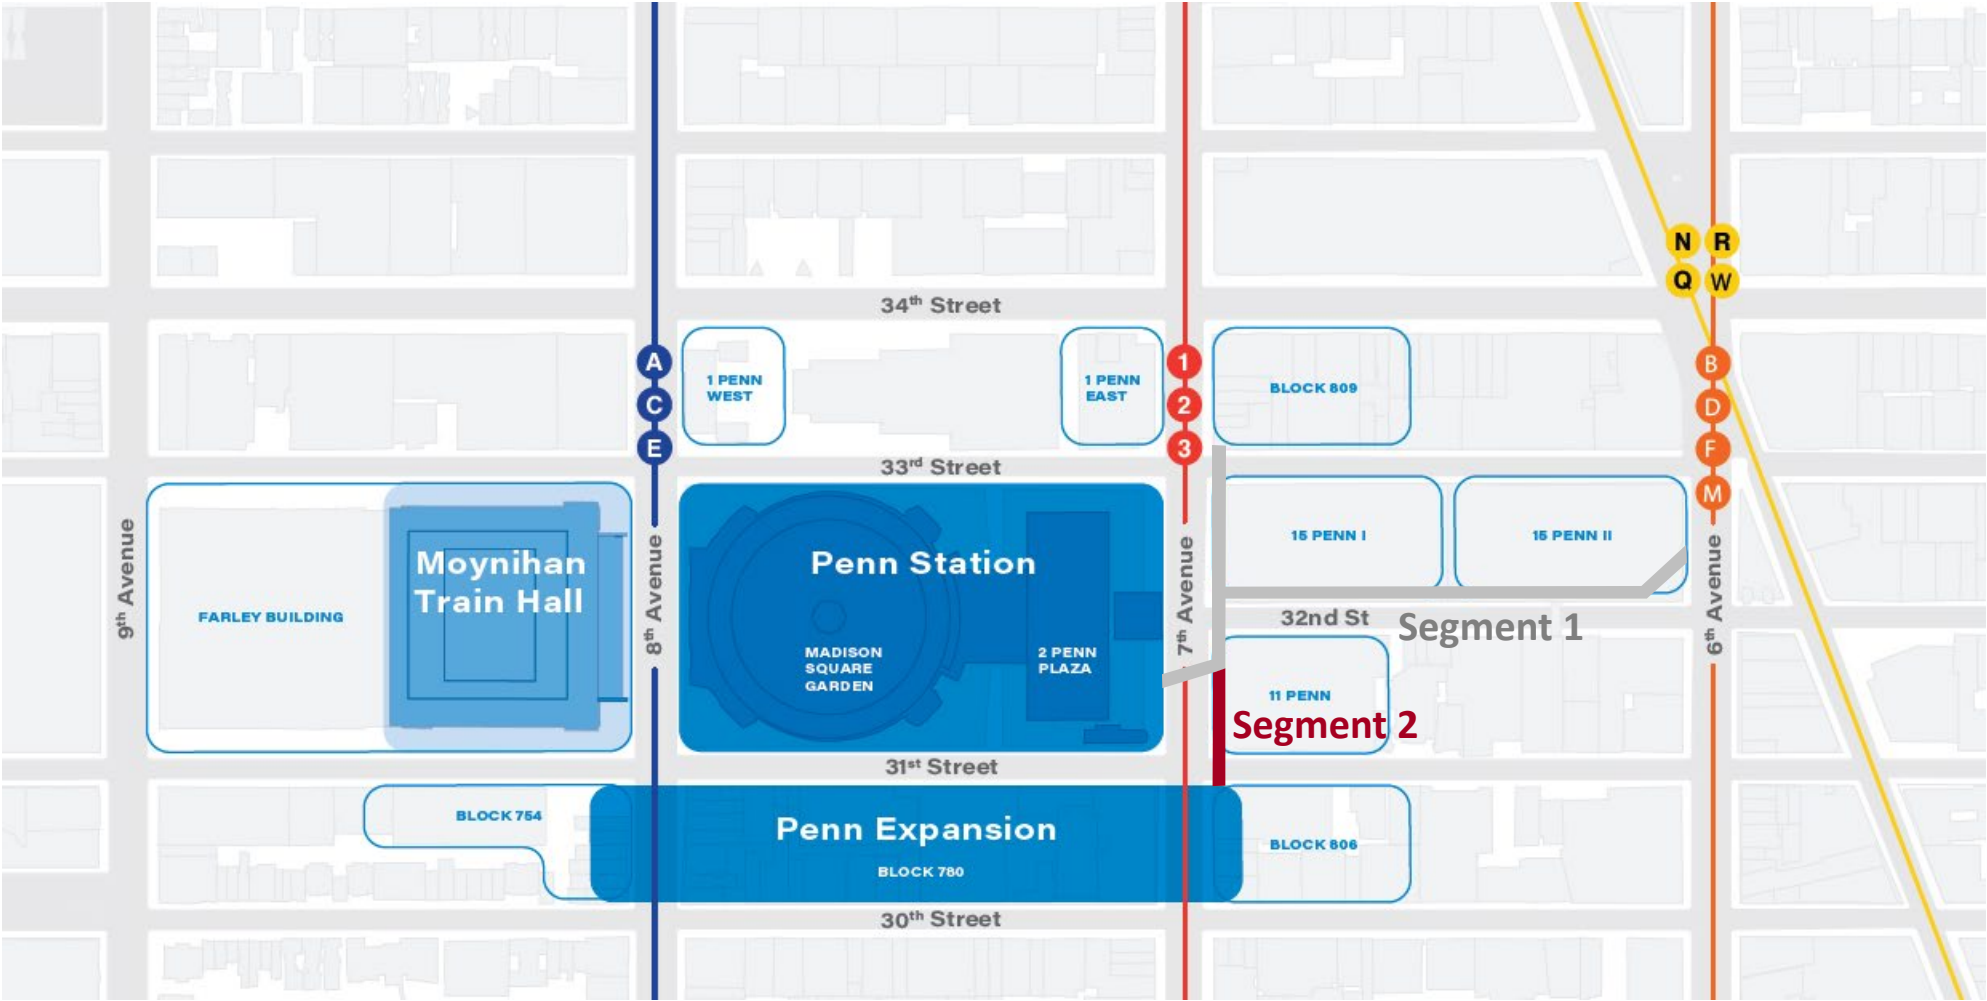 N R
Q W
34th Street
A
C
E
1 PENN
WEST
1 PENN
EAST
1
2
3
BLOCK 809
B
D
F
M
33rd Street
9th Avenue
Moynihan
Train Hall
FARLEY BUILDING
8th Avenue
Penn Station
MADISON
SQUARE
GARDEN
2 PENN
PLAZA
7th Avenue
15 PENN I
15 PENN II
32nd St
Segment 1
6th Avenue
11 PENN
Segment 2
31st Street
BLOCK 754
Penn Expansion
BLOCK 780
BLOCK 806
30th Street